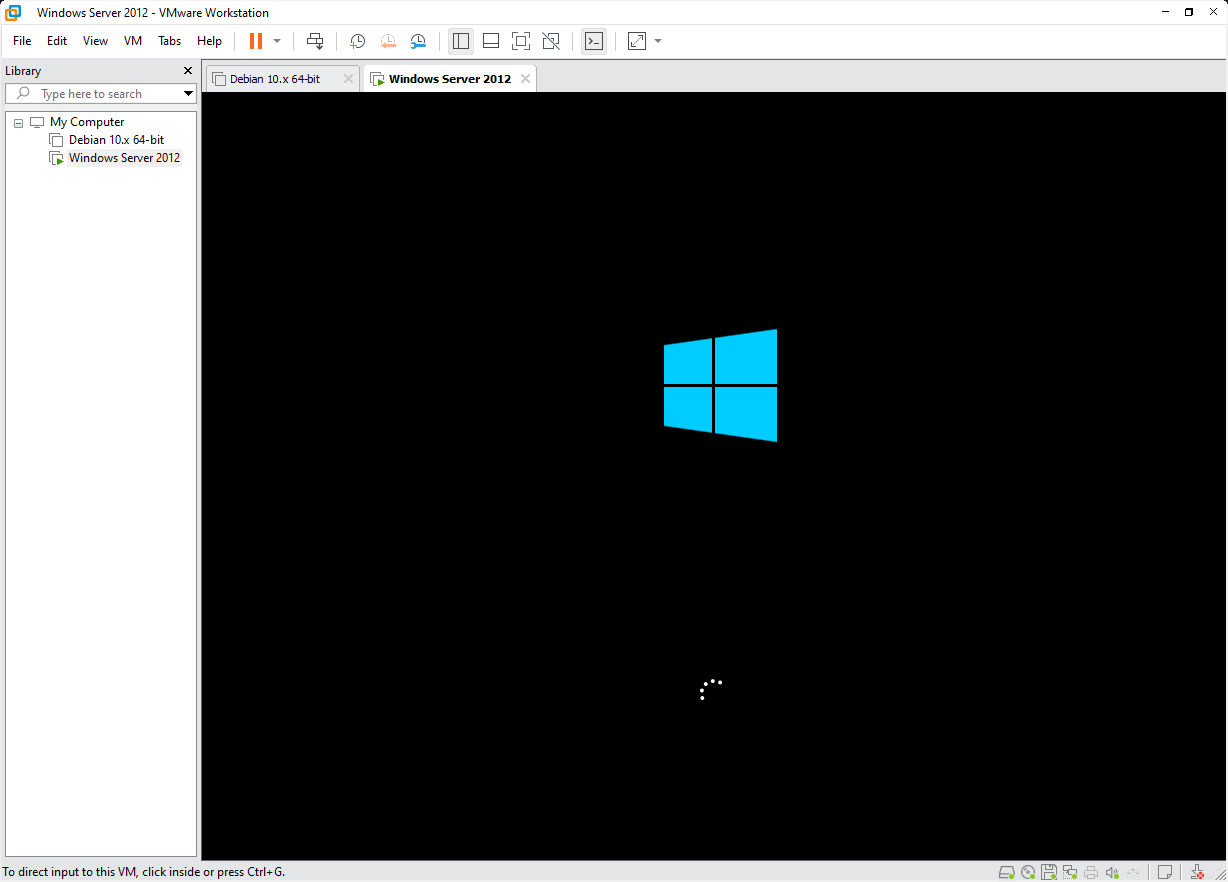 Windows Server 2012 - VMware Workstation
File Edit View VM Tabs Help
Library
Type here to search
My Computer
Debian 10.x 64-bit
Windows Server 2012
Debian 10.x 64-bit
Windows Server 2012
To direct input to this VM, click inside or press Ctrl+G.